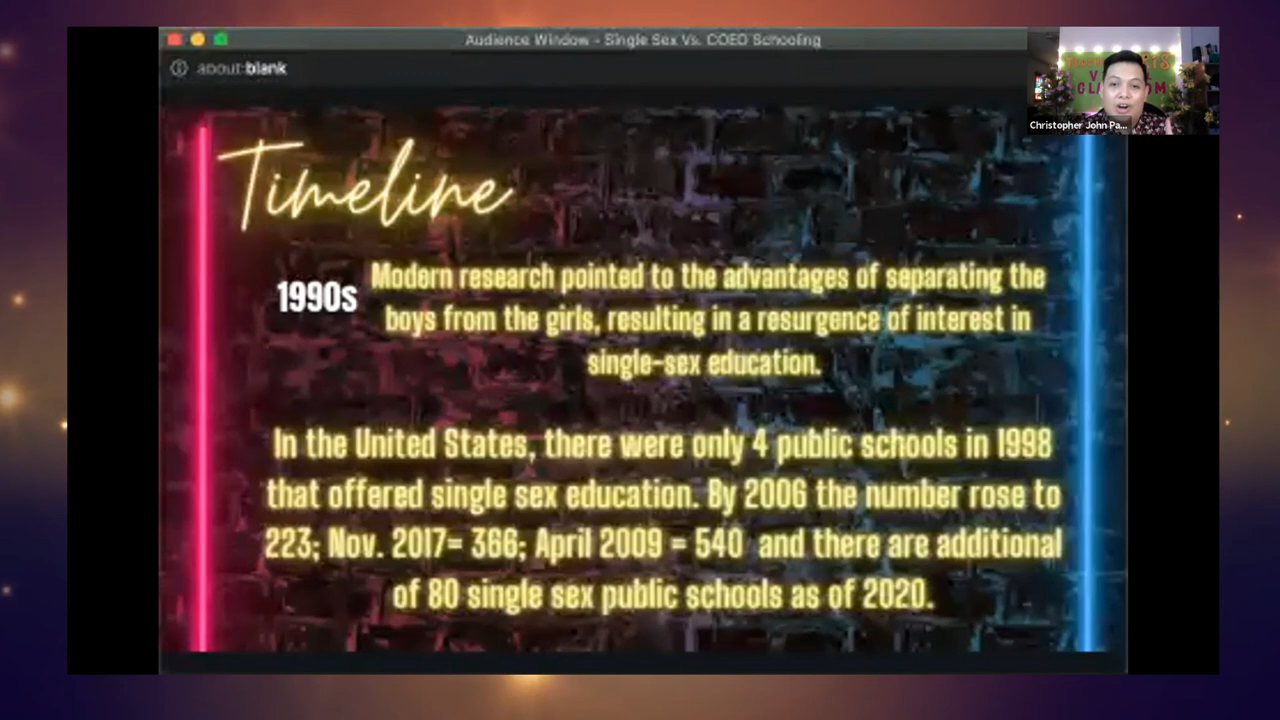 Audience Window - Single Sex Vs. COED Schooling
about:blank
Christopher John Pa...
Timeline
1990s
Modern research pointed to the advantages of separating the
boys from the girls, resulting in a resurgence of interest in
single-sex education.
In the United States, there were only 4 public schools in 1998
that offered single sex education. By 2006 the number rose to
223; Nov. 2017= 366; April 2009 = 540 and there are additional
of 80 single sex public schools as of 2020.